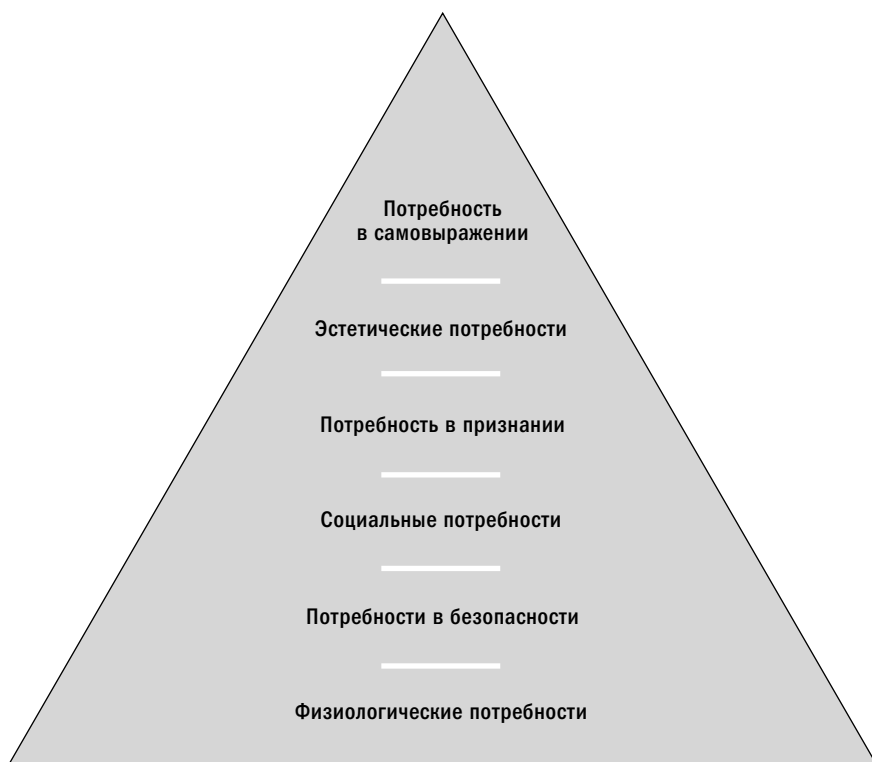 Потребность
в самовыражении
Эстетические потребности
Потребность в признании
Социальные потребности
Потребности в безопасности
Физиологические потребности